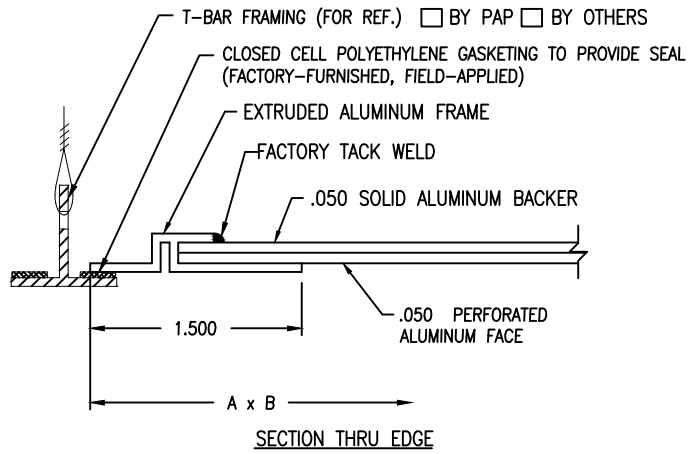 T-BAR FRAMING (FOR REF.) ☐ BY PAP ☐ BY OTHERS
CLOSED CELL POLYETHYLENE GASKETING TO PROVIDE SEAL
(FACTORY-FURNISHED, FIELD-APPLIED)
EXTRUDED ALUMINUM FRAME
FACTORY TACK WELD
.050 SOLID ALUMINUM BACKER
.050 PERFORATED
ALUMINUM FACE
1.500
A x B
SECTION THRU EDGE